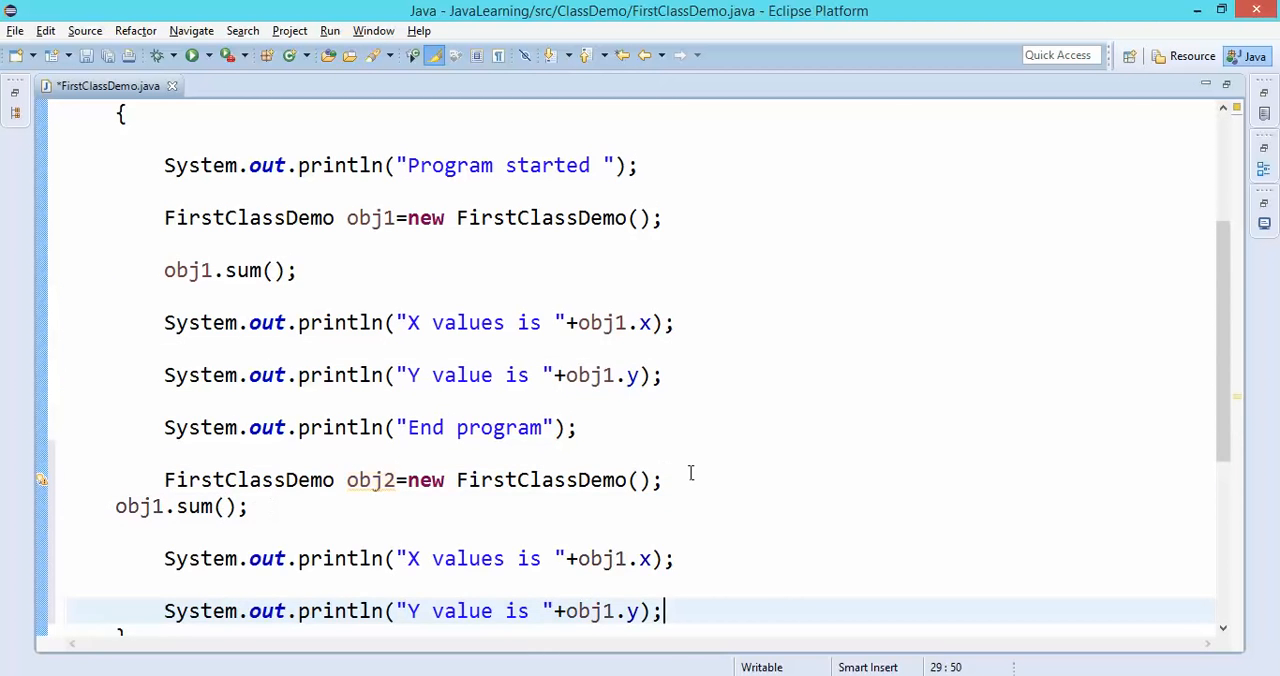 Java - JavaLearning/src/ClassDemo/FirstClassDemo.java - Eclipse Platform
File Edit Source Refactor Navigate Search Project Run Window Help
Quick Access Resource Java
*FirstClassDemo.java
{
System.out.println("Program started ");
FirstClassDemo obj1=new FirstClassDemo();
obj1.sum();
System.out.println("X values is "+obj1.x);
System.out.println("Y value is "+obj1.y);
System.out.println("End program");
FirstClassDemo obj2=new FirstClassDemo();
obj1.sum();
System.out.println("X values is "+obj1.x);
System.out.println("Y value is "+obj1.y);
}
Writable Smart Insert 29 : 50